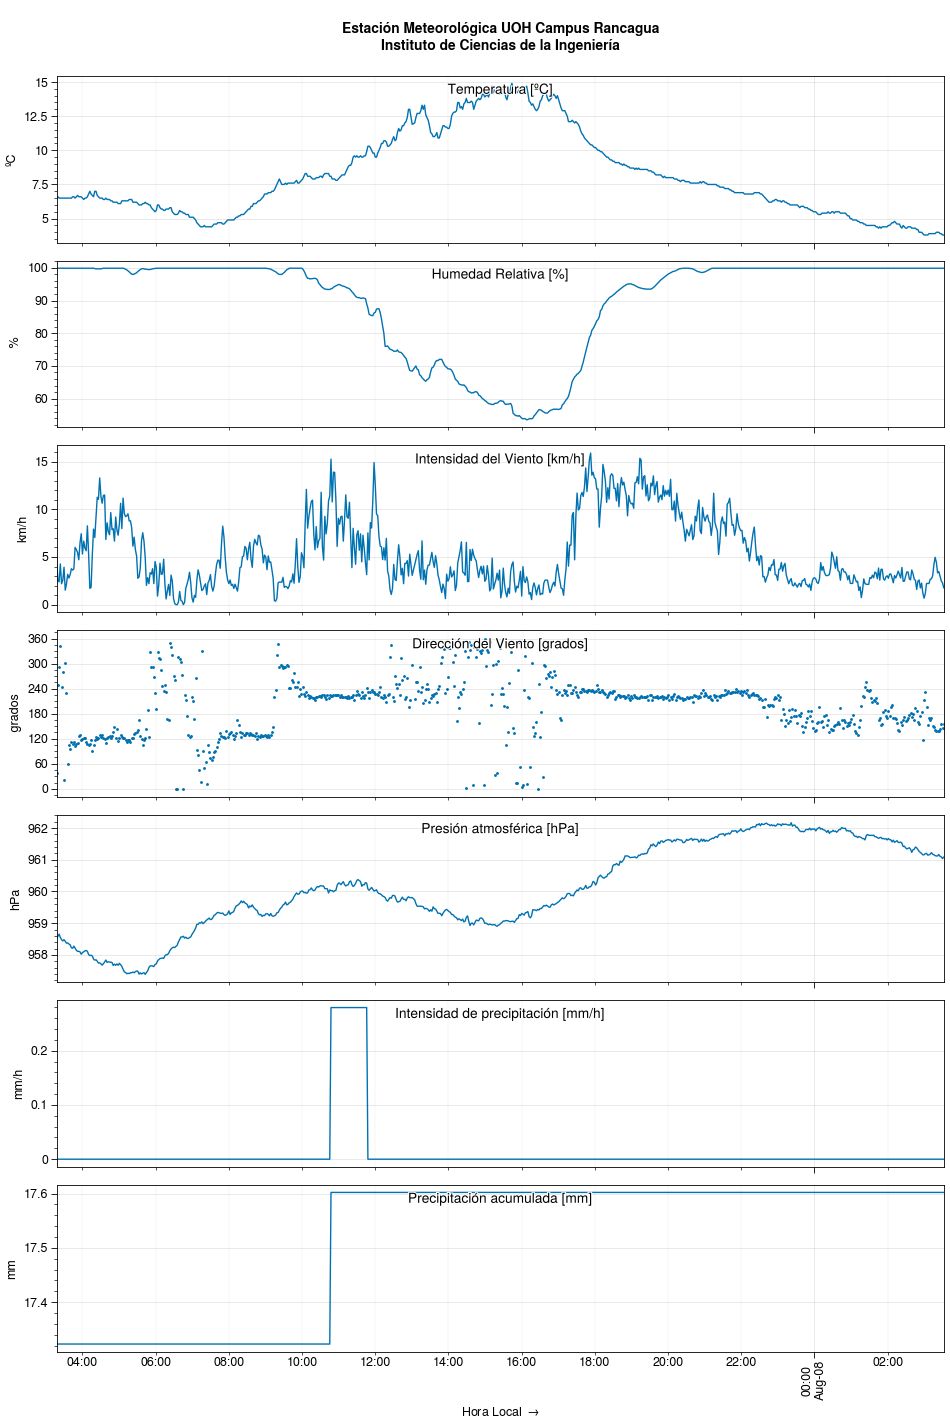 Estación Meteorológica UOH Campus Rancagua
Instituto de Ciencias de la Ingeniería
Temperatura [ºC]
ºC
15
12.5
10
7.5
5
Humedad Relativa [%]
%
100
90
80
70
60
Intensidad del Viento [km/h]
km/h
15
10
5
0
Dirección del Viento [grados]
grados
360
300
240
180
120
60
0
Presión atmosférica [hPa]
hPa
962
961
960
959
958
Intensidad de precipitación [mm/h]
mm/h
0.2
0.1
0
Precipitación acumulada [mm]
mm
17.6
17.5
17.4
04:00 06:00 08:00 10:00 12:00 14:00 16:00 18:00 20:00 22:00 00:00 02:00
Aug-08
Hora Local →